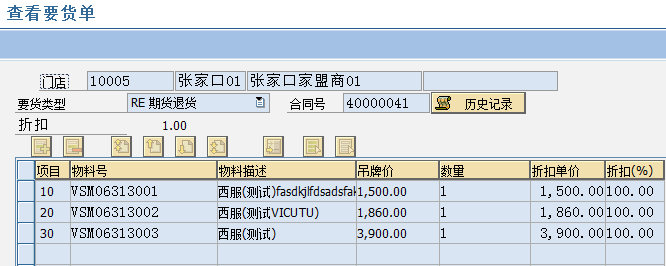 查看要货单
门店 10005 张家口01 张家口家盟商01
要货类型 RE 期货退货 合同号 40000041 历史记录
折扣 1.00
项目 物料号 物料描述 吊牌价 数量 折扣单价 折扣(%)
10 VSM06313001 西服(测试)fasdkjlfdsadsfak 1,500.00 1 1,500.00 100.00
20 VSM06313002 西服(测试VICUTU) 1,860.00 1 1,860.00 100.00
30 VSM06313003 西服(测试) 3,900.00 1 3,900.00 100.00